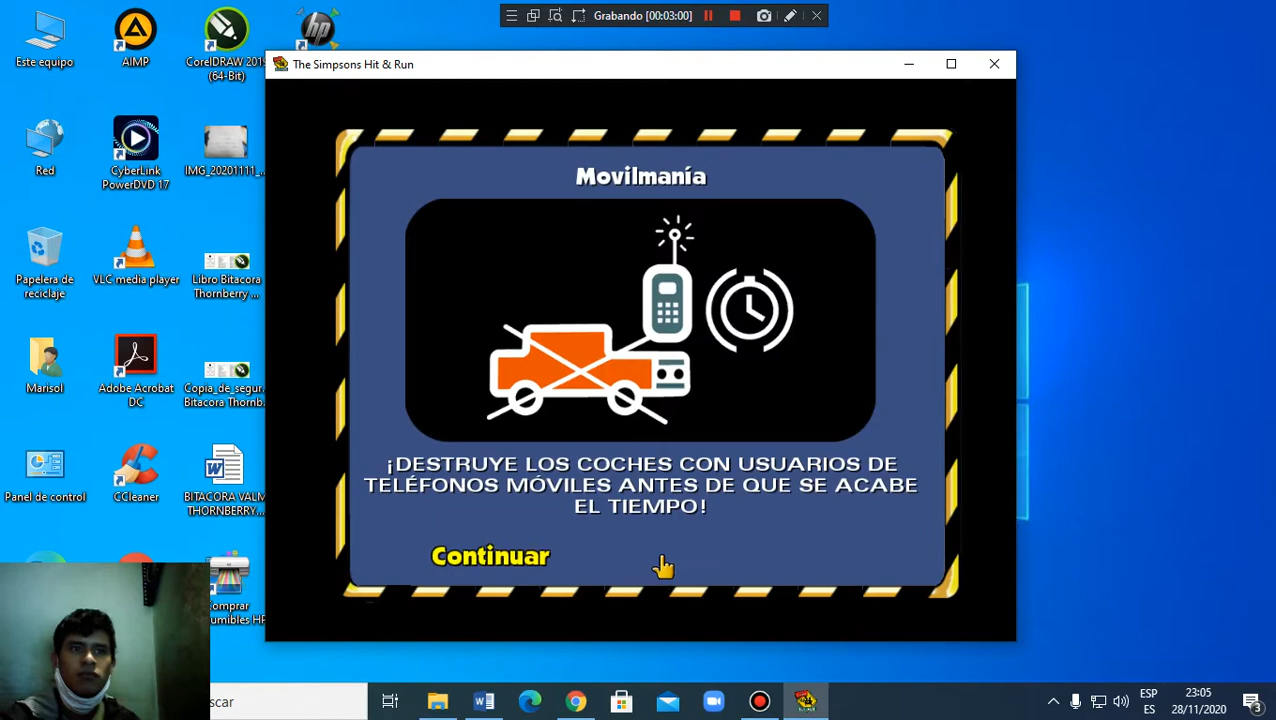 Grabando [00:03:00]
Este equipo
AIMP
CorelDRAW 2019
(64-Bit)
hp
The Simpsons Hit & Run
Red
CyberLink
PowerDVD 17
IMG_20201111_...
Movilmanía
Papelera de
reciclaje
VLC media player
Libro Bitacora
Thornberry ...
Marisol
Adobe Acrobat
DC
Copia_de_segur...
Bitacora Thornb...
¡DESTRUYE LOS COCHES CON USUARIOS DE
TELÉFONOS MÓVILES ANTES DE QUE SE ACABE
EL TIEMPO!
Panel de control
CCleaner
BITACORA VALM...
THORNBERRY...
Continuar
Comprar
umibles HP
scar
ESP
ES
23:05
28/11/2020
3